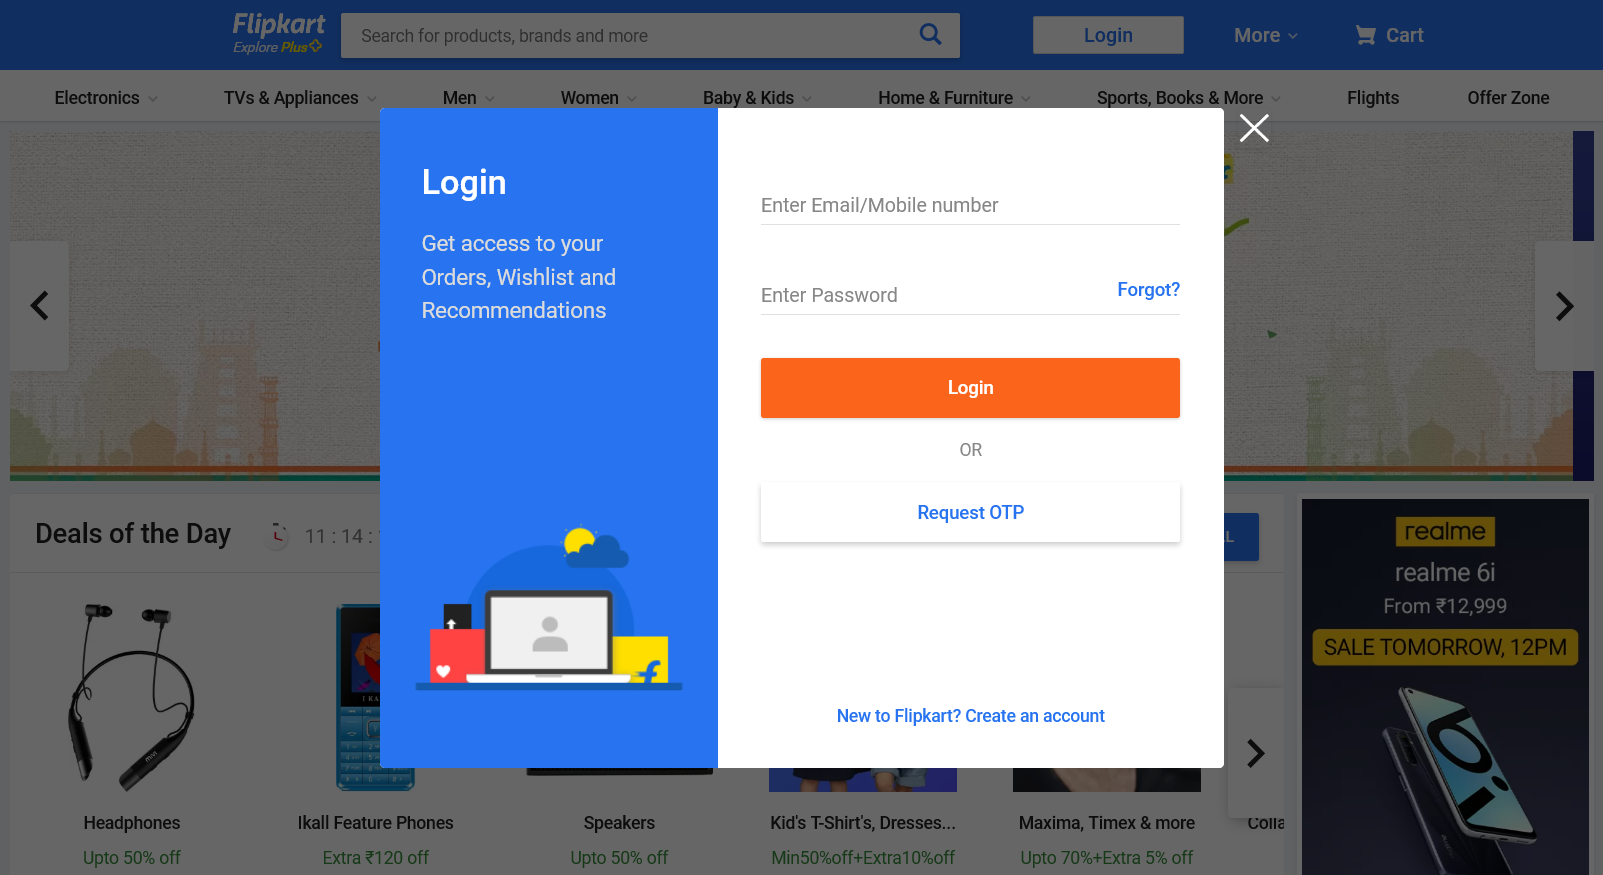 Flipkart
Explore Plus
Search for products, brands and more
Login
More
Cart
Electronics
TVs & Appliances
Men
Women
Baby & Kids
Home & Furniture
Sports, Books & More
Flights
Offer Zone
Login
Get access to your
Orders, Wishlist and
Recommendations
Enter Email/Mobile number
Enter Password
Forgot?
Login
OR
Request OTP
New to Flipkart? Create an account
Deals of the Day
11 : 14 :
realme
realme 6i
From ₹12,999
SALE TOMORROW, 12PM
6i
mivi
Headphones
Upto 50% off
Ikall Feature Phones
Extra ₹120 off
Speakers
Upto 50% off
Kid's T-Shirt's, Dresses...
Min50%off+Extra10%off
Maxima, Timex & more
Upto 70%+Extra 5% off